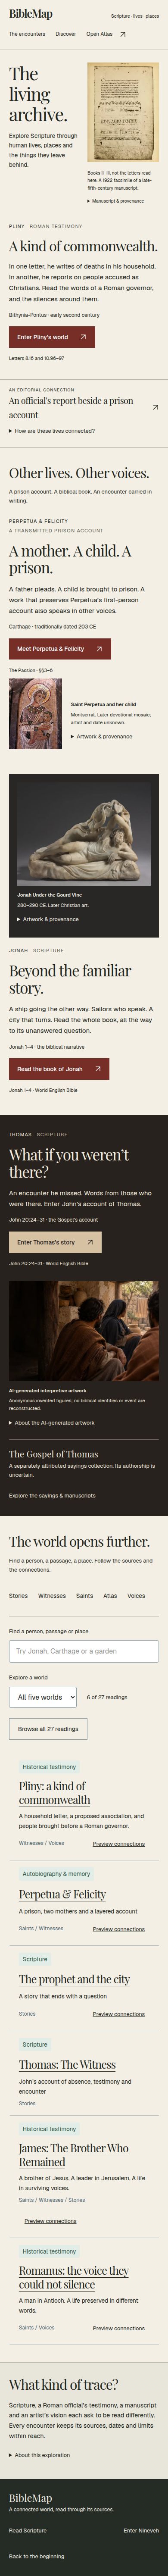 BibleMap
Scripture · lives · places
The encounters Discover Open Atlas
The
living
archive.
Explore Scripture through
human lives, places and
the things they leave
behind.
Books II–III, not the letters read
here. A 1922 facsimile of a late-
fifth-century manuscript.
Manuscript & provenance
PLINY ROMAN TESTIMONY
A kind of commonwealth.
In one letter, he writes of deaths in his household.
In another, he reports on people accused as
Christians. Read the words of a Roman governor,
and the silences around them.
Bithynia-Pontus · early second century
Enter Pliny's world
Letters 8.16 and 10.96–97
AN EDITORIAL CONNECTION
An official's report beside a prison
account
How are these lives connected?
Other lives. Other voices.
A prison account. A biblical book. An encounter carried in
writing.
PERPETUA & FELICITY
A TRANSMITTED PRISON ACCOUNT
A mother. A child. A
prison.
A father pleads. A child is brought to prison. A
work that preserves Perpetua's first-person
account also speaks in other voices.
Carthage · traditionally dated 203 CE
Meet Perpetua & Felicity
The Passion · §§3–6
Saint Perpetua and her child
Montserrat. Later devotional mosaic;
artist and date unknown.
Artwork & provenance
Jonah Under the Gourd Vine
280–290 CE. Later Christian art.
Artwork & provenance
JONAH SCRIPTURE
Beyond the familiar
story.
A ship going the other way. Sailors who speak. A
city that turns. Read the whole book, all the way
to its unanswered question.
Jonah 1–4 · the biblical narrative
Read the book of Jonah
Jonah 1–4 · World English Bible
THOMAS SCRIPTURE
What if you weren't
there?
An encounter he missed. Words from those who
were there. Enter John's account of Thomas.
John 20:24–31 · the Gospel's account
Enter Thomas's story
John 20:24–31 · World English Bible
AI-generated interpretive artwork
Anonymous invented figures; no biblical identities or event are
reconstructed.
About the AI-generated artwork
The Gospel of Thomas
A separately attributed sayings collection. Its authorship is
uncertain.
Explore the sayings & manuscripts
The world opens further.
Find a person, a passage, a place. Follow the sources and
the connections.
Stories Witnesses Saints Atlas Voices
Find a person, passage or place
Try Jonah, Carthage or a garden
Explore a world
All five worlds
6 of 27 readings
Browse all 27 readings
Historical testimony
Pliny: a kind of
commonwealth
A household letter, a proposed association, and
people brought before a Roman governor.
Witnesses / Voices Preview connections
Autobiography & memory
Perpetua & Felicity
A prison, two mothers and a layered account
Saints / Witnesses Preview connections
Scripture
The prophet and the city
A story that ends with a question
Stories Preview connections
Scripture
Thomas: The Witness
John's account of absence, testimony and
encounter
Stories
Historical testimony
James: The Brother Who
Remained
A brother of Jesus. A leader in Jerusalem. A life
in surviving voices.
Saints / Witnesses / Stories
Preview connections
Historical testimony
Romanus: the voice they
could not silence
A man in Antioch. A life preserved in different
words.
Saints / Voices Preview connections
What kind of trace?
Scripture, a Roman official's testimony, a manuscript
and an artist's vision each ask to be read differently.
Every encounter keeps its sources, dates and limits
within reach.
About this exploration
BibleMap
A connected world, read through its sources.
Read Scripture Enter Nineveh
Back to the beginning